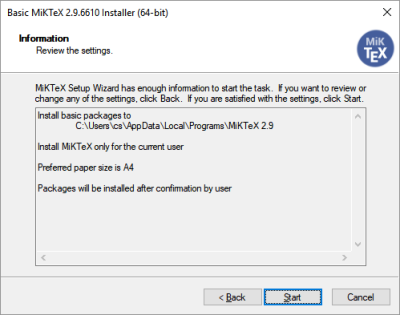 Basic MiKTeX 2.9.6610 Installer (64-bit)
Information
Review the settings.
MiK
TEX
MiKTeX Setup Wizard has enough information to start the task.  If you want to review or
change any of the settings, click Back.  If you are satisfied with the settings, click Start.
Install basic packages to
C:\Users\cs\AppData\Local\Programs\MiKTeX 2.9
Install MiKTeX only for the current user
Preferred paper size is A4
Packages will be installed after confirmation by user
< Back
Start
Cancel